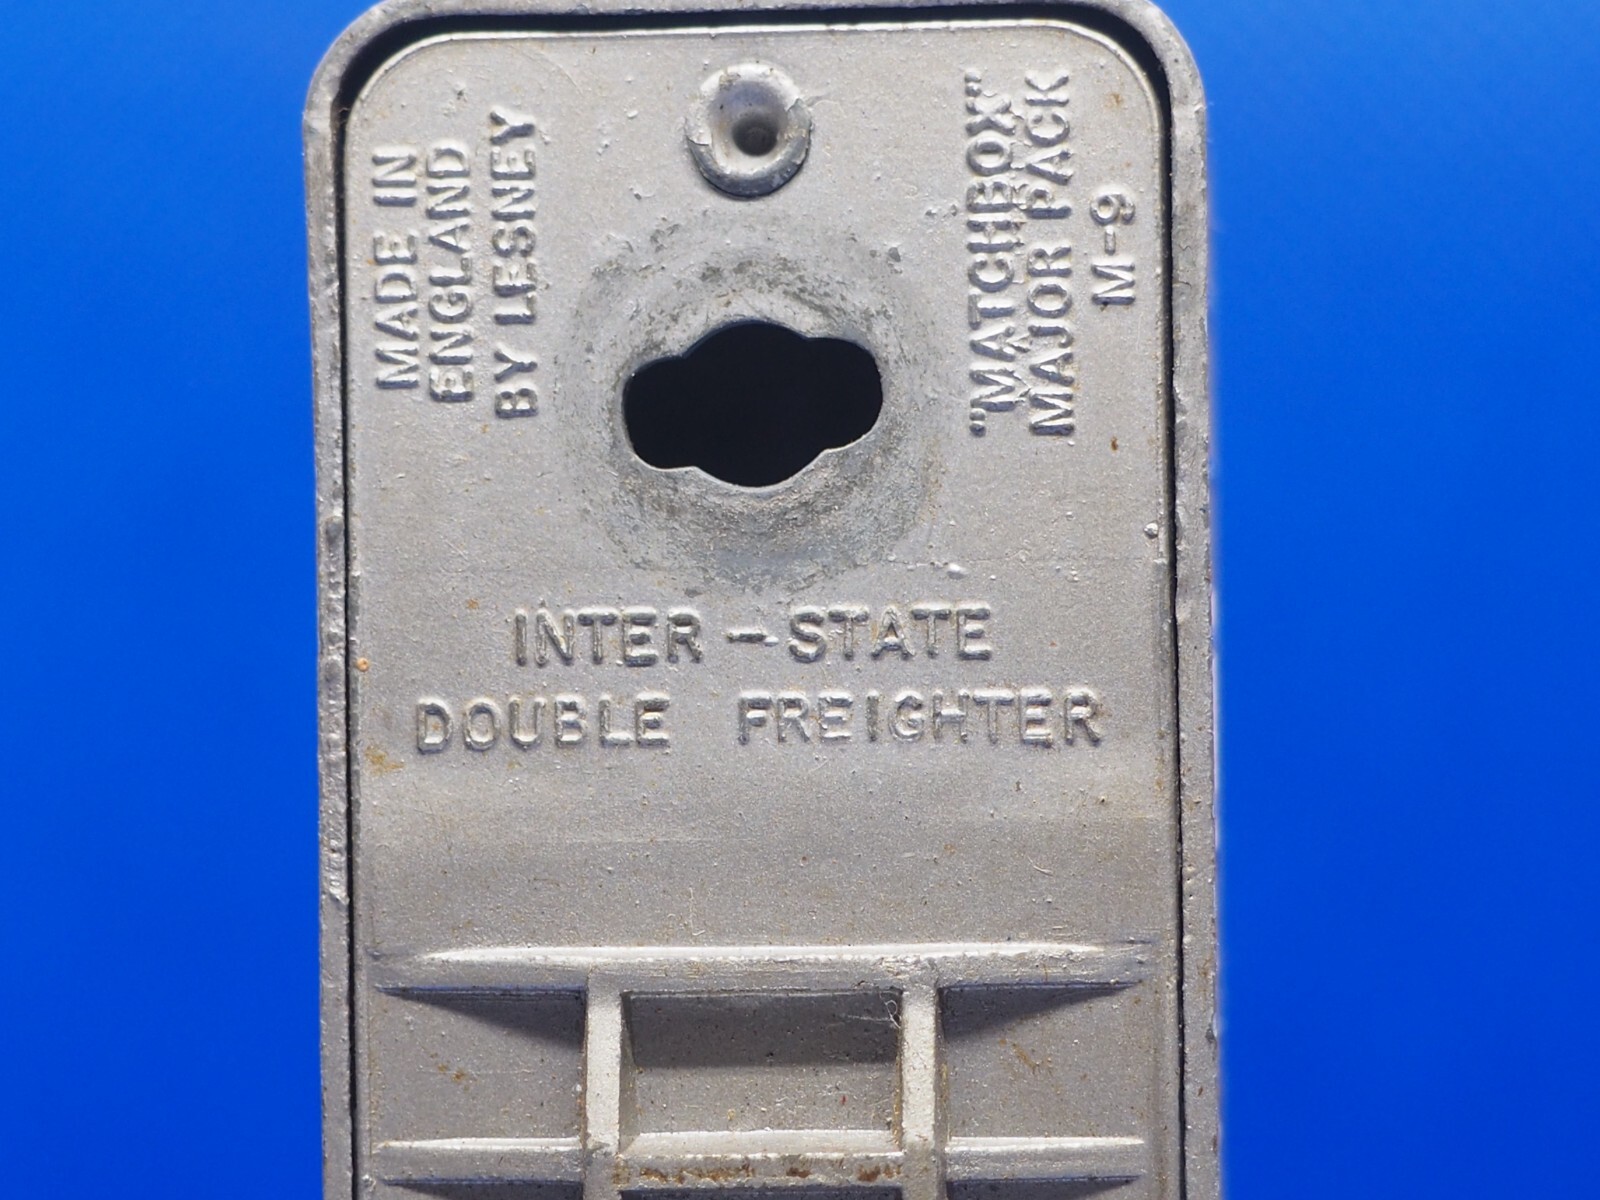 MADE IN
ENGLAND
BY LESNEY
"MATCHBOX"
MAJOR PACK
M-9
INTER-STATE
DOUBLE FREIGHTER